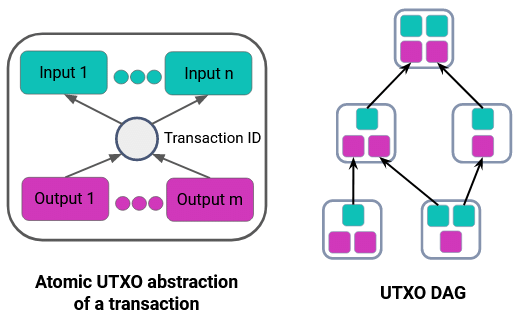 Input 1
Input n
Transaction ID
Output 1
Output m
Atomic UTXO abstraction
of a transaction
UTXO DAG